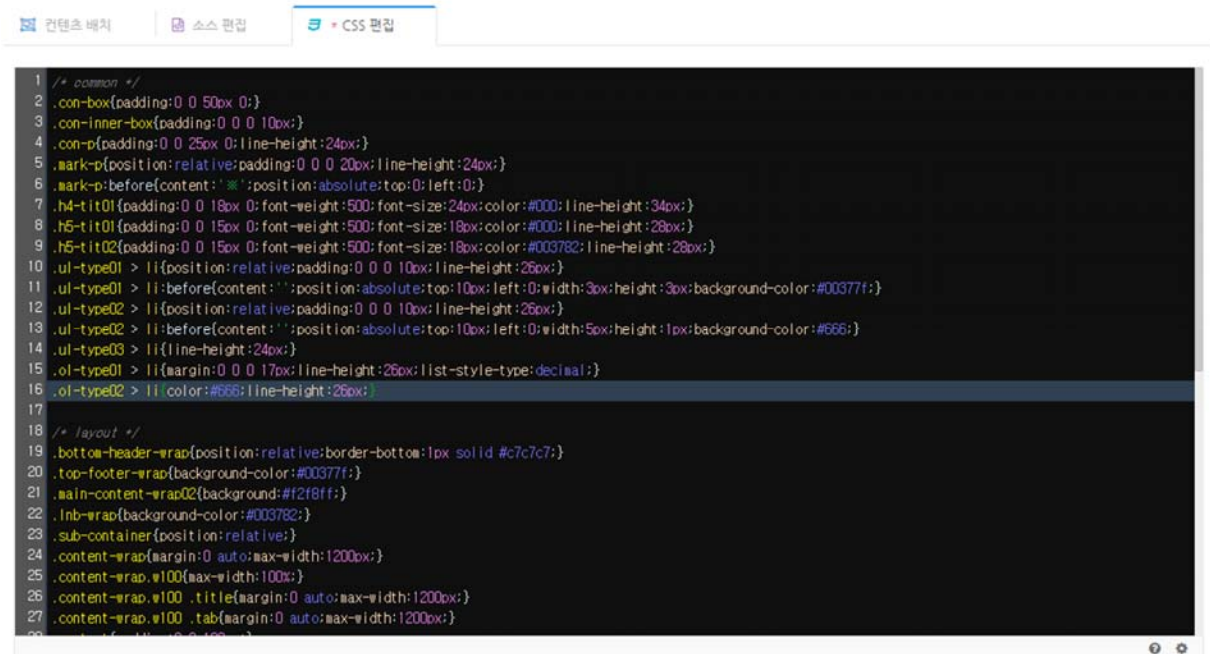 컨텐츠 배치 소스 편집 * CSS 편집
1 /* common */
2 .con-box{padding:0 0 50px 0;}
3 .con-inner-box{padding:0 0 0 10px;}
4 .con-p{padding:0 0 25px 0;line-height:24px;}
5 .mark-p{position:relative;padding:0 0 0 20px;line-height:24px;}
6 .mark-p:before{content:'※';position:absolute;top:0;left:0;}
7 .h4-tit01{padding:0 0 18px 0;font-weight:500;font-size:24px;color:#000;line-height:34px;}
8 .h5-tit01{padding:0 0 15px 0;font-weight:500;font-size:18px;color:#000;line-height:28px;}
9 .h5-tit02{padding:0 0 15px 0;font-weight:500;font-size:18px;color:#003782;line-height:28px;}
10 .ul-type01 > li{position:relative;padding:0 0 0 10px;line-height:26px;}
11 .ul-type01 > li:before{content:'';position:absolute;top:10px;left:0;width:3px;height:3px;background-color:#00377f;}
12 .ul-type02 > li{position:relative;padding:0 0 0 10px;line-height:26px;}
13 .ul-type02 > li:before{content:'';position:absolute;top:10px;left:0;width:5px;height:1px;background-color:#666;}
14 .ul-type03 > li{line-height:24px;}
15 .ol-type01 > li{margin:0 0 0 17px;line-height:26px;list-style-type:decimal;}
16 .ol-type02 > li{color:#666;line-height:26px;}
17
18 /* layout */
19 .bottom-header-wrap{position:relative;border-bottom:1px solid #c7c7c7;}
20 .top-footer-wrap{background-color:#00377f;}
21 .main-content-wrap02{background:#f2f8ff;}
22 .lnb-wrap{background-color:#003782;}
23 .sub-container{position:relative;}
24 .content-wrap{margin:0 auto;max-width:1200px;}
25 .content-wrap.w100{max-width:100%;}
26 .content-wrap.w100 .title{margin:0 auto;max-width:1200px;}
27 .content-wrap.w100 .tab{margin:0 auto;max-width:1200px;}